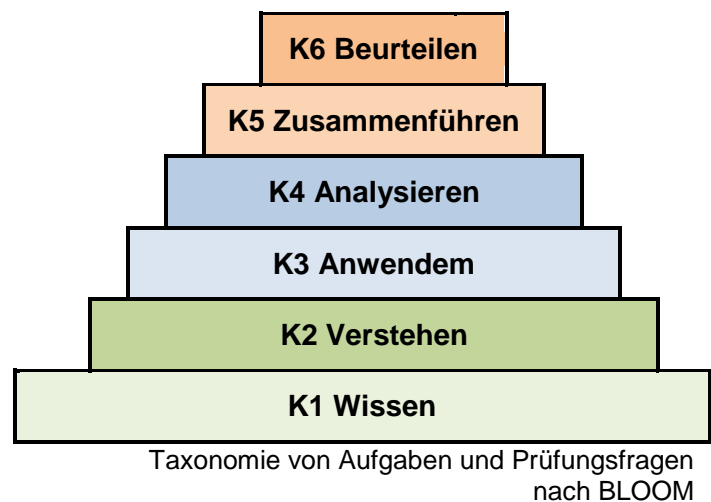 K6 Beurteilen
K5 Zusammenführen
K4 Analysieren
K3 Anwendem
K2 Verstehen
K1 Wissen
Taxonomie von Aufgaben und Prüfungsfragen
nach BLOOM